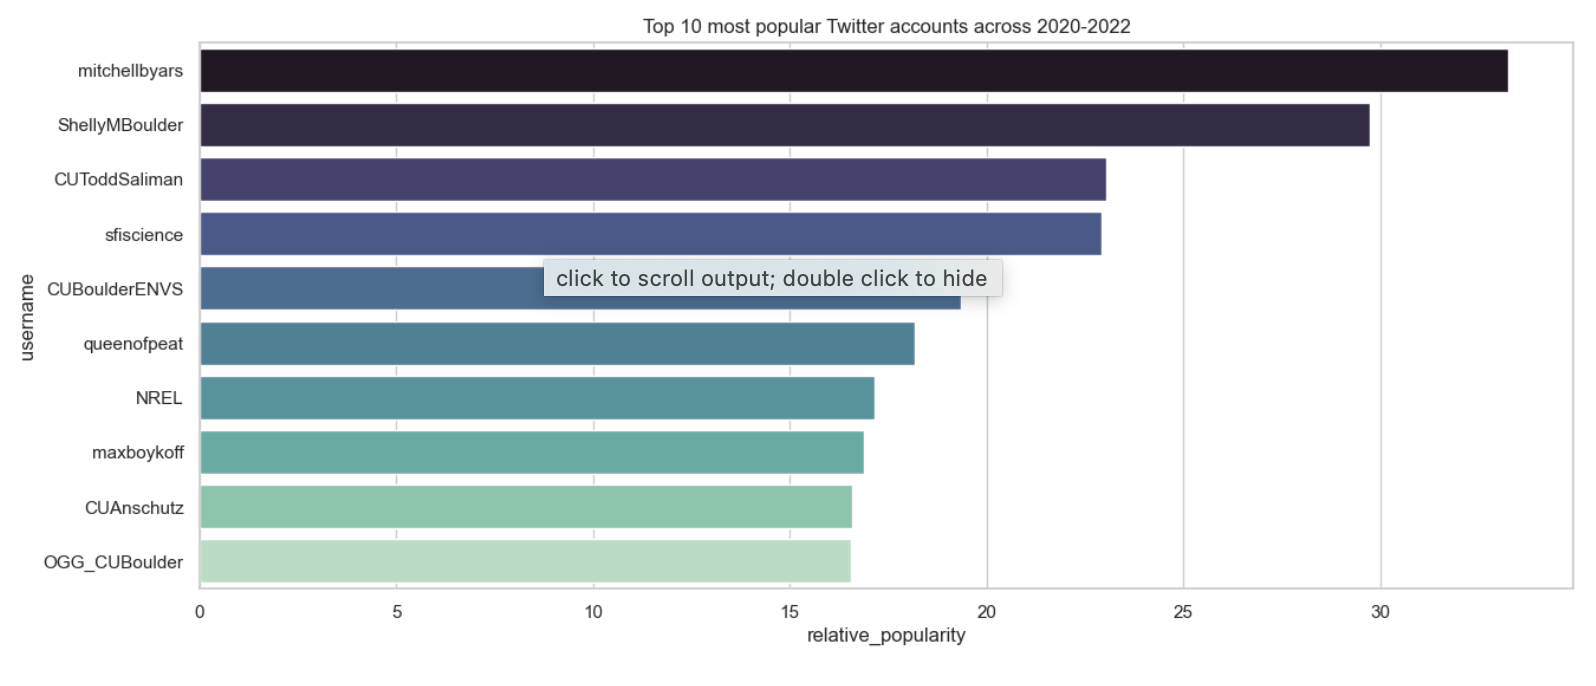 Top 10 most popular Twitter accounts across 2020-2022
mitchellbyars
ShellyMBoulder
CUToddSaliman
sfiscience
CUBoulderENVS
click to scroll output; double click to hide
queenofpeat
NREL
maxboykoff
CUAnschutz
OGG_CUBoulder
username
0 5 10 15 20 25 30
relative_popularity